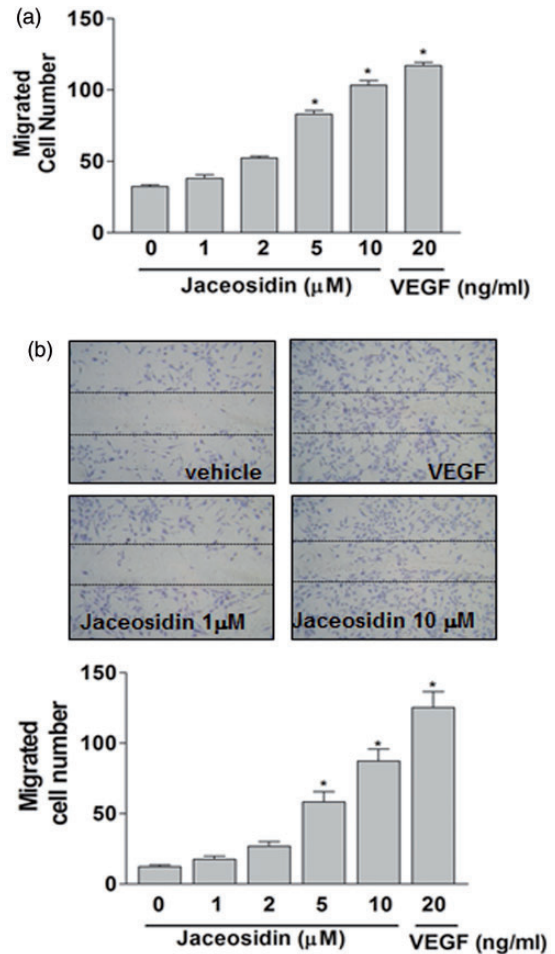 (a)
Migrated
Cell Number
150
100
50
0
*
*
*
0 1 2 5 10 20
Jaceosidin (μM) VEGF (ng/ml)
(b)
vehicle
VEGF
Jaceosidin 1μM
Jaceosidin 10 μM
Migrated
cell number
150
100
50
0
*
*
*
0 1 2 5 10 20
Jaceosidin (μM) VEGF (ng/ml)